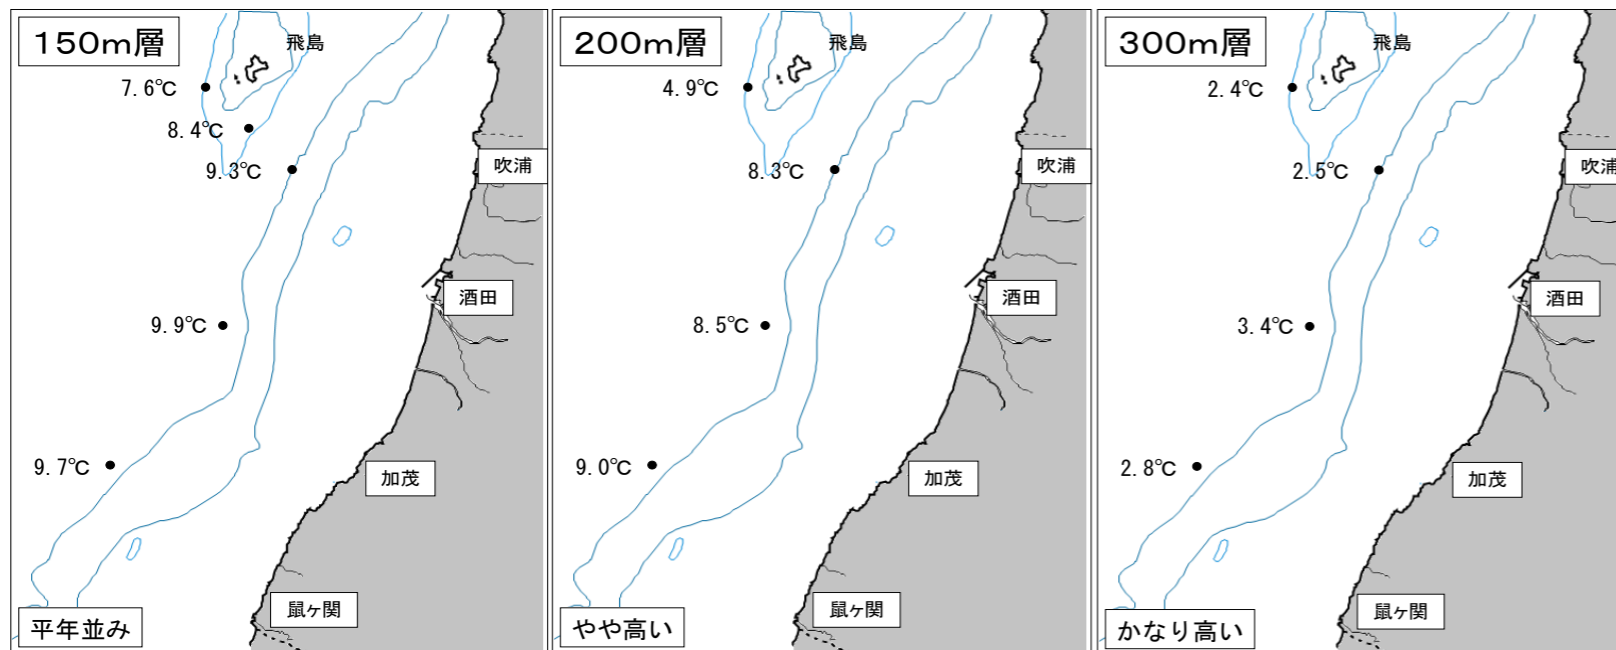 150m層
飛島
7.6℃
8.4℃
9.3℃
吹浦
酒田
9.9℃
9.7℃
加茂
鼠ヶ関
平年並み
200m層
飛島
4.9℃
8.3℃
吹浦
酒田
8.5℃
9.0℃
加茂
鼠ヶ関
やや高い
300m層
飛島
2.4℃
2.5℃
吹浦
酒田
3.4℃
2.8℃
加茂
鼠ヶ関
かなり高い